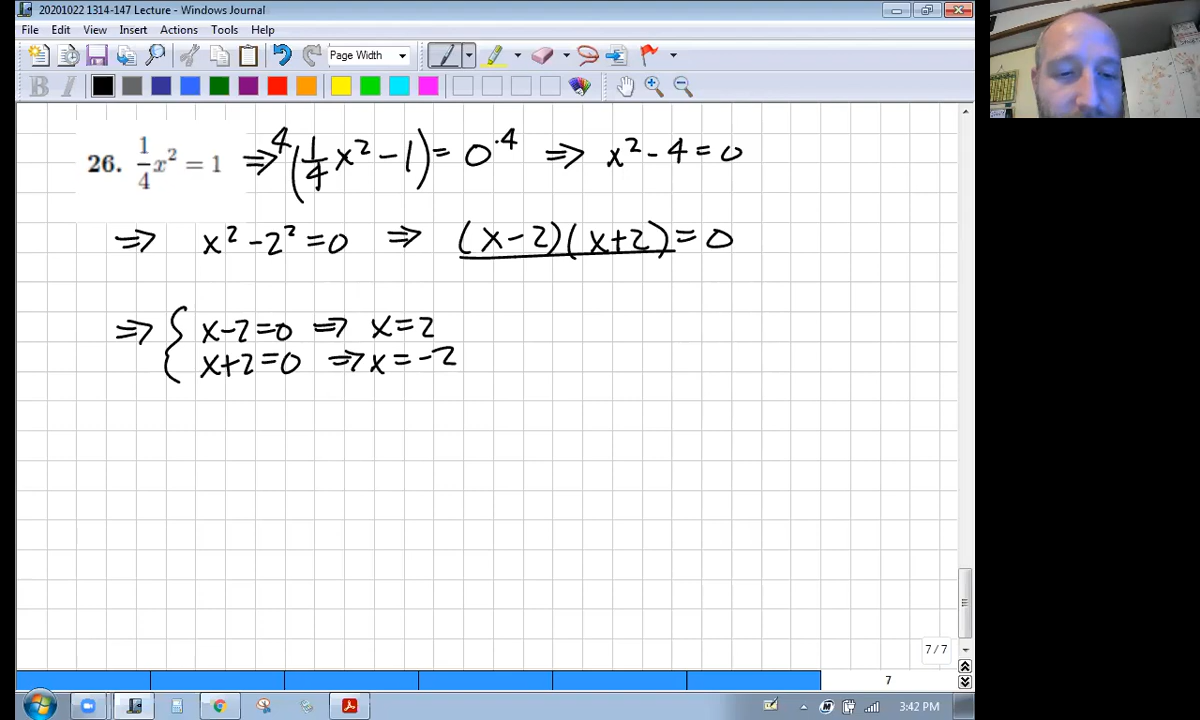 20201022 1314-147 Lecture - Windows Journal
File Edit View Insert Actions Tools Help
Page Width
B I
26. 1/4 x² = 1 ⇒ 4(1/4 x² - 1) = 0·4 ⇒ x² - 4 = 0
⇒ x² - 2² = 0 ⇒ (x - 2)(x + 2) = 0
⇒ { x - 2 = 0 ⇒ x = 2
x + 2 = 0 ⇒ x = -2
7 / 7
7
3:42 PM